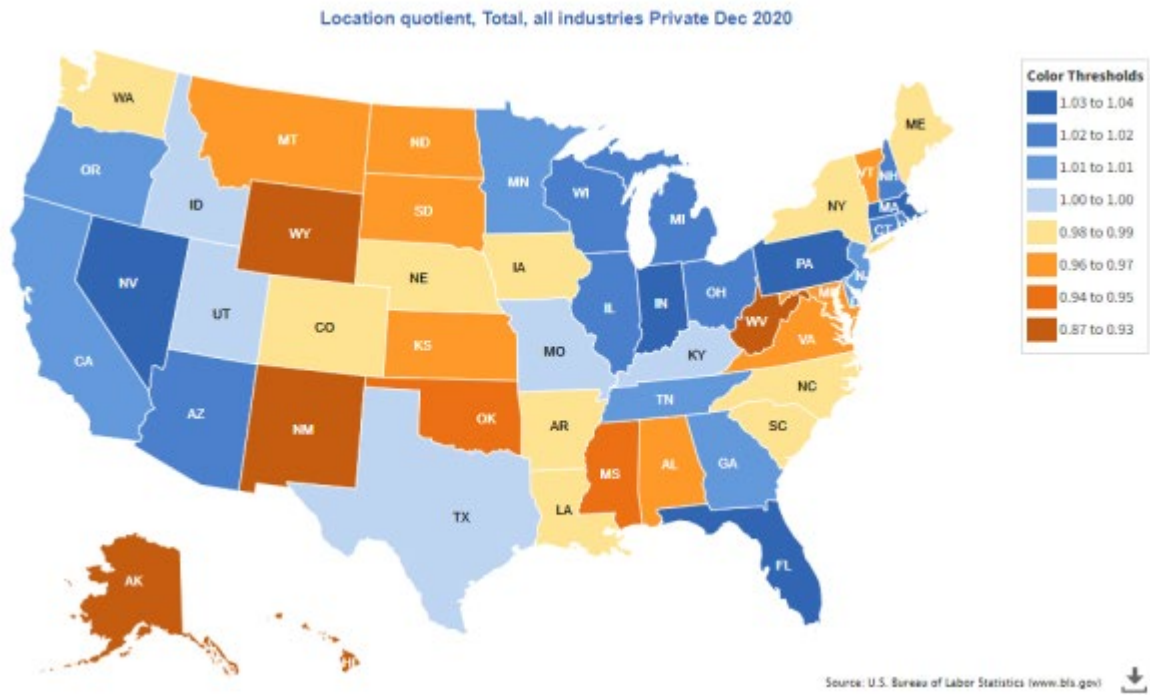 Location quotient, Total, all industries Private Dec 2020
Color Thresholds
1.03 to 1.04
1.02 to 1.02
1.01 to 1.01
1.00 to 1.00
0.98 to 0.99
0.96 to 0.97
0.94 to 0.95
0.87 to 0.93
WA
ME
MT
ND
VT
NH
OR
MN
ID
WI
NY
MA
SD
MI
CT
WY
IA
PA
NJ
NE
NV
OH
IL
IN
UT
CO
WV
KS
VA
MO
KY
CA
NC
TN
AZ
OK
AR
SC
NM
MS
AL
GA
LA
TX
FL
AK
HI
Source: U.S. Bureau of Labor Statistics (www.bls.gov)